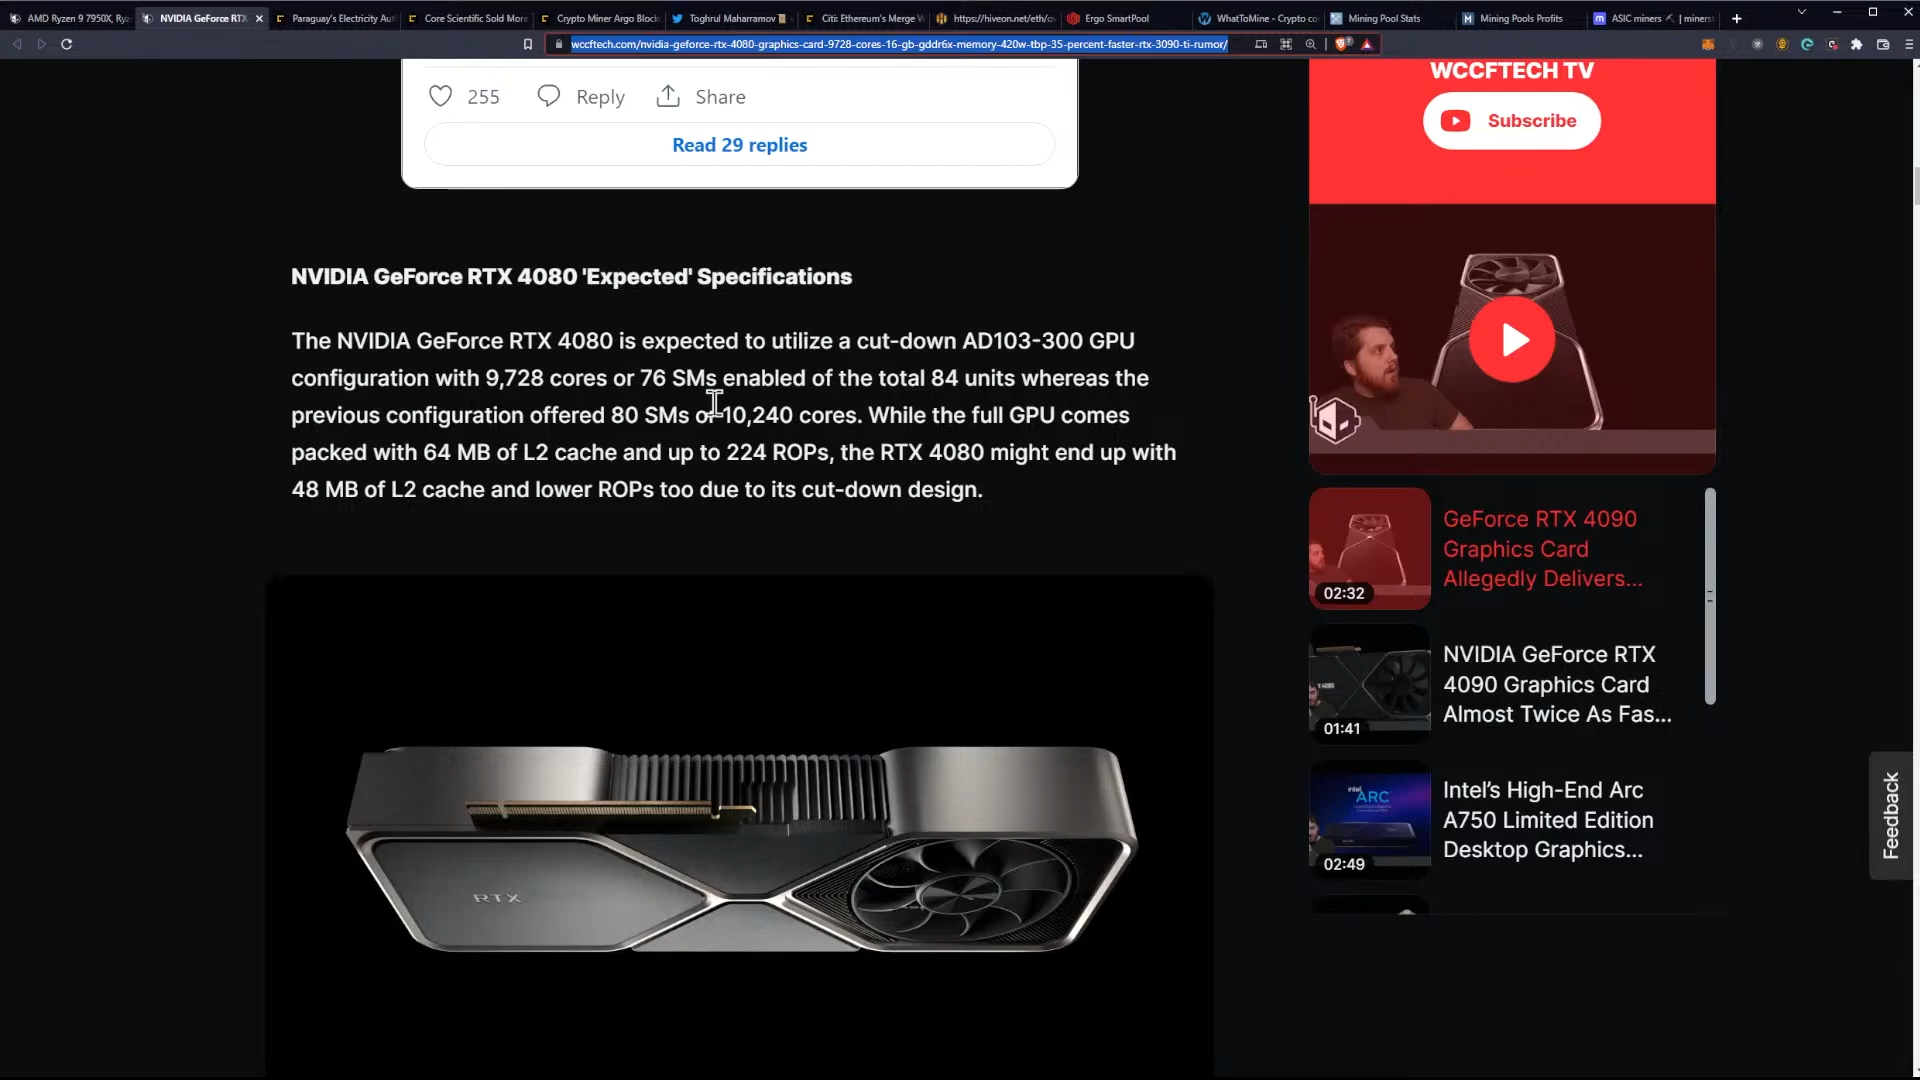 AMD Ryzen 9 7950X, Ryz
NVIDIA GeForce RTX
Paraguay's Electricity Aut
Core Scientific Sold More
Crypto Miner Argo Block
Toghrul Maharramov
Citi: Ethereum's Merge W
https://hiveon.net/eth/ov
Ergo SmartPool
WhatToMine - Crypto co
Mining Pool Stats
Mining Pools Profits
ASIC miners | miners
wccftech.com/nvidia-geforce-rtx-4080-graphics-card-9728-cores-16-gb-gddr6x-memory-420w-tbp-35-percent-faster-rtx-3090-ti-rumor/
255 Reply Share
Read 29 replies
NVIDIA GeForce RTX 4080 'Expected' Specifications
The NVIDIA GeForce RTX 4080 is expected to utilize a cut-down AD103-300 GPU
configuration with 9,728 cores or 76 SMs enabled of the total 84 units whereas the
previous configuration offered 80 SMs or 10,240 cores. While the full GPU comes
packed with 64 MB of L2 cache and up to 224 ROPs, the RTX 4080 might end up with
48 MB of L2 cache and lower ROPs too due to its cut-down design.
RTX
WCCFTECH TV
Subscribe
GeForce RTX 4090
Graphics Card
Allegedly Delivers...
02:32
NVIDIA GeForce RTX
4090 Graphics Card
Almost Twice As Fas...
01:41
Intel's High-End Arc
A750 Limited Edition
Desktop Graphics...
intel
ARC
02:49
Feedback